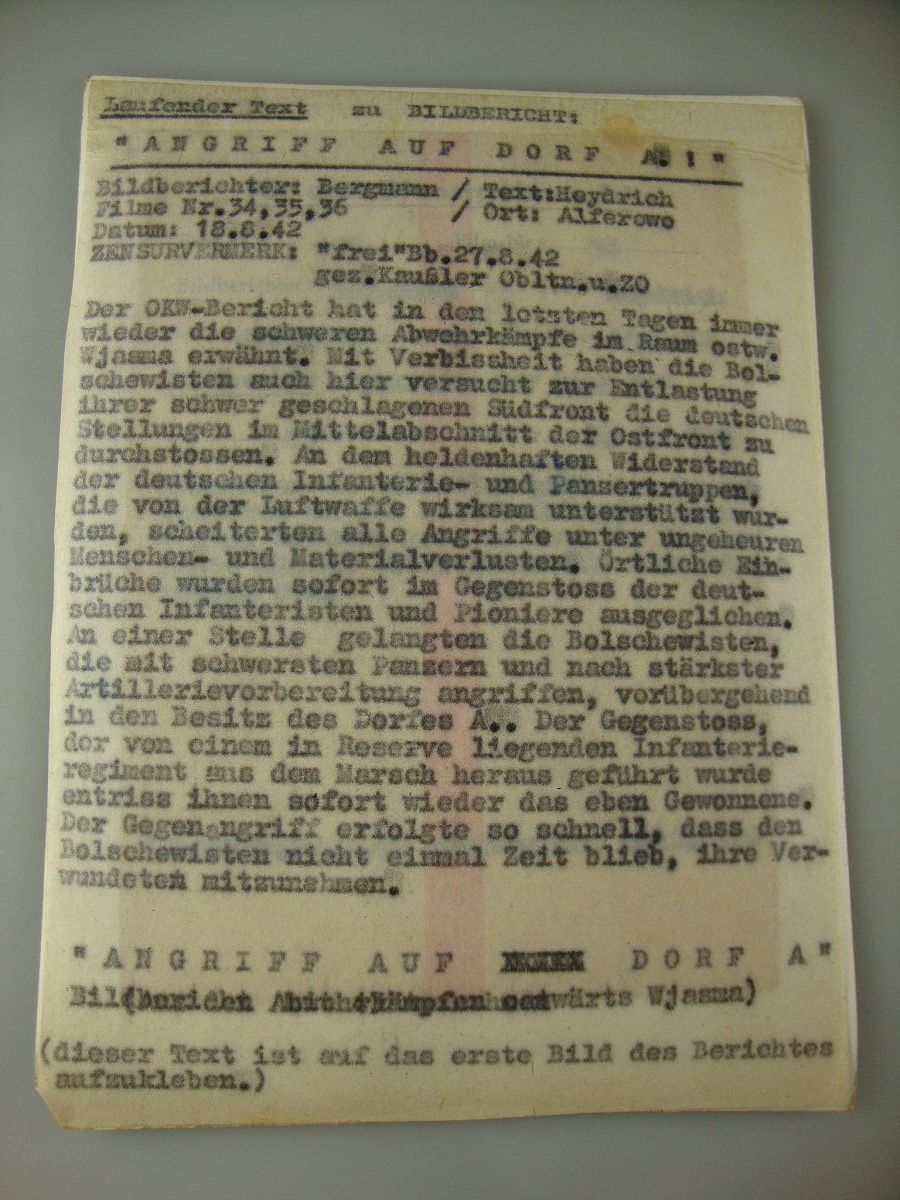 Laufender Text zu BILDBERICHT:
"ANGRIFF AUF DORF A.!"
Bildberichter: Bergmann / Text:Heydrich
Filme Nr.34,35,36 / Ort: Alferowo
Datum: 18.8.42
ZENSURVERMERK: "frei"Bb.27.8.42
gez.Kaußler Obltn.u.ZO
Der OKW-Bericht hat in den letzten Tagen immer
wieder die schweren Abwehrkämpfe im Raum ostw.
Wjasma erwähnt. Mit Verbissheit haben die Bol-
schewisten auch hier versucht zur Entlastung
ihrer schwer geschlagenen Südfront die deutschen
Stellungen im Mittelabschnitt der Ostfront zu
durchstossen. An dem heldenhaften Widerstand
der deutschen Infanterie- und Panzertruppen,
die von der Luftwaffe wirksam unterstützt wur-
den, scheiterten alle Angriffe unter ungeheuren
Menschen- und Materialverlusten. Örtliche Ein-
brüche wurden sofort im Gegenstoss der deut-
schen Infanteristen und Pioniere ausgeglichen.
An einer Stelle gelangten die Bolschewisten,
die mit schwersten Panzern und nach stärkster
Artillerievorbereitung angriffen, vorübergehend
in den Besitz des Dorfes A.. Der Gegenstoss,
der von einem in Reserve liegenden Infanterie-
regiment aus dem Marsch heraus geführt wurde
entriss ihnen sofort wieder das eben Gewonnene.
Der Gegenangriff erfolgte so schnell, dass den
Bolschewisten nicht einmal Zeit blieb, ihre Ver-
wundeten mitzunehmen.
"ANGRIFF AUF DORF A"
ostwärts Wjasma)
(dieser Text ist auf das erste Bild des Berichtes
aufzukleben.)